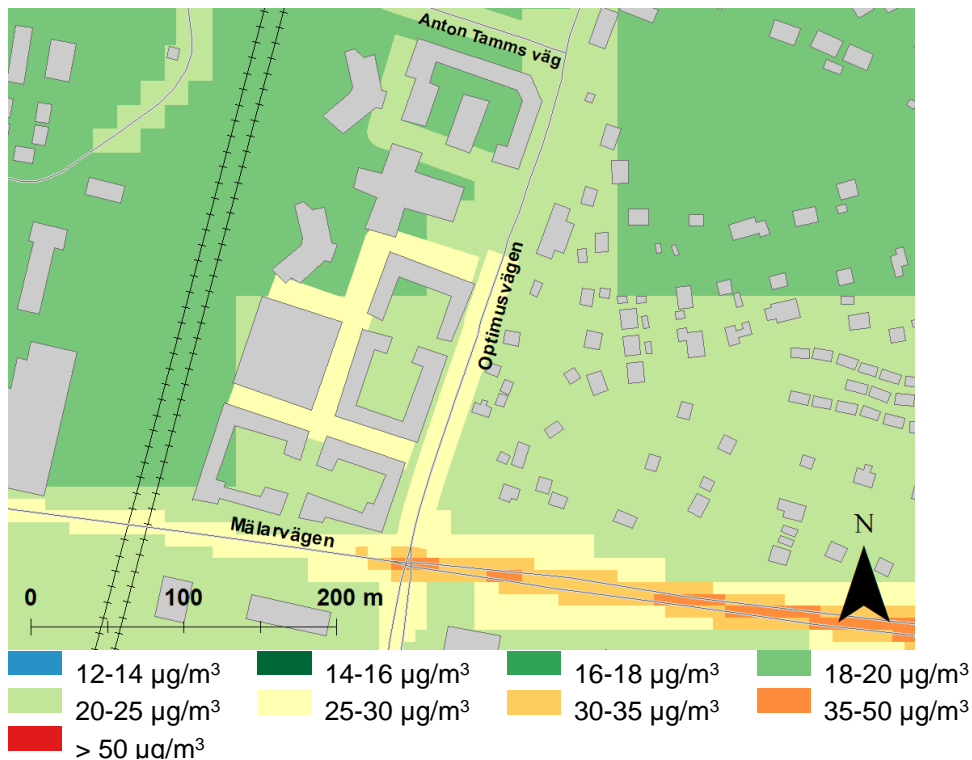 Anton Tamms väg
Optimusvägen
Mälarvägen
N
0 100 200 m
12-14 µg/m³ 14-16 µg/m³ 16-18 µg/m³ 18-20 µg/m³
20-25 µg/m³ 25-30 µg/m³ 30-35 µg/m³ 35-50 µg/m³
> 50 µg/m³